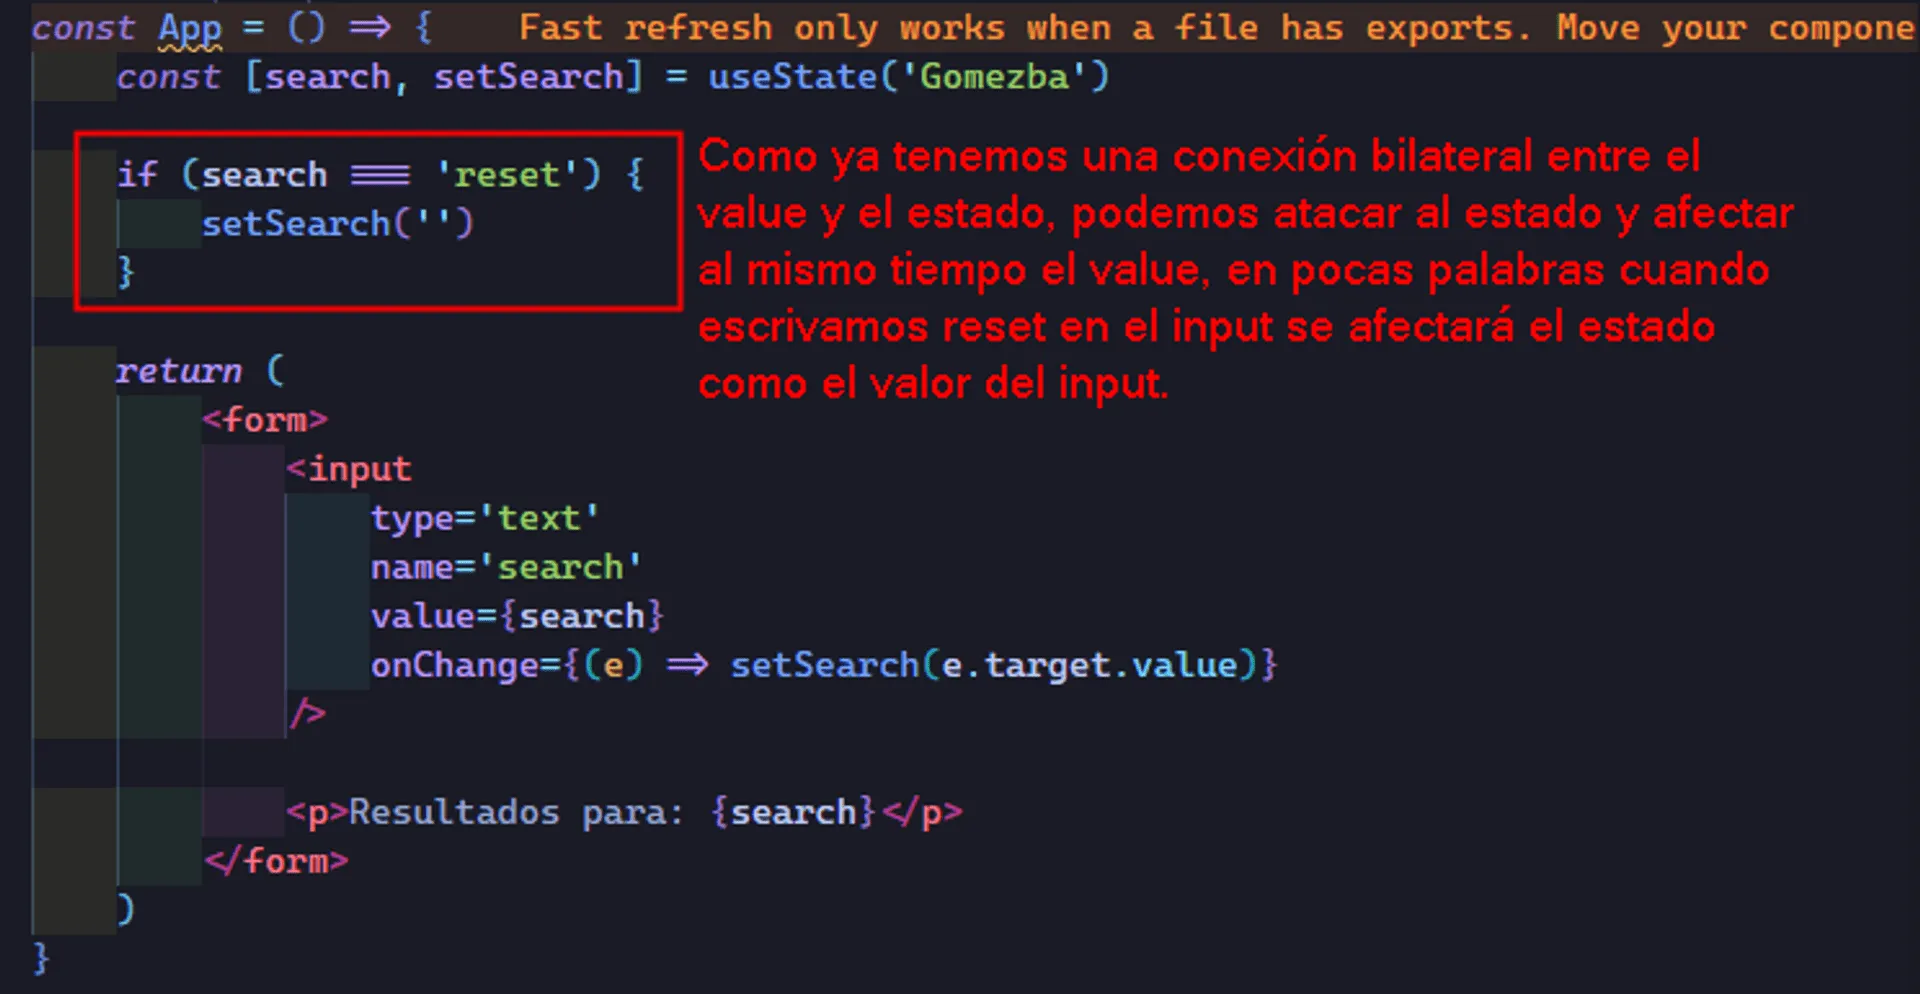 const App = () => {    Fast refresh only works when a file has exports. Move your compone
const [search, setSearch] = useState('Gomezba')
if (search === 'reset') {
setSearch('')
}
Como ya tenemos una conexión bilateral entre el
value y el estado, podemos atacar al estado y afectar
al mismo tiempo el value, en pocas palabras cuando
escrivamos reset en el input se afectará el estado
como el valor del input.
return (
<form>
<input
type='text'
name='search'
value={search}
onChange={(e) => setSearch(e.target.value)}
/>
<p>Resultados para: {search}</p>
</form>
)
}